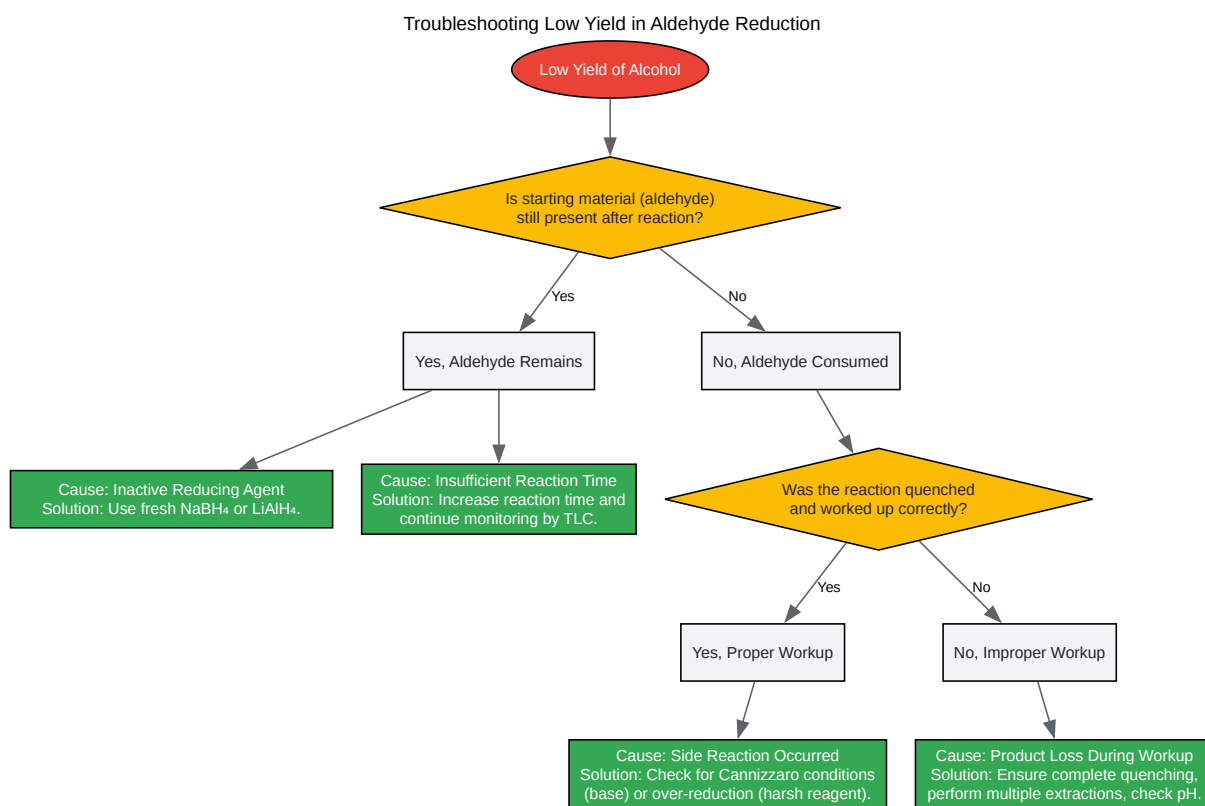 Troubleshooting Low Yield in Aldehyde Reduction
Low Yield of Alcohol
Is starting material (aldehyde)
still present after reaction?
Yes
No
Yes, Aldehyde Remains
No, Aldehyde Consumed
Cause: Inactive Reducing Agent
Solution: Use fresh NaBH₄ or LiAlH₄.
Cause: Insufficient Reaction Time
Solution: Increase reaction time and
continue monitoring by TLC.
Was the reaction quenched
and worked up correctly?
Yes
No
Yes, Proper Workup
No, Improper Workup
Cause: Side Reaction Occurred
Solution: Check for Cannizzaro conditions
(base) or over-reduction (harsh reagent).
Cause: Product Loss During Workup
Solution: Ensure complete quenching,
perform multiple extractions, check pH.